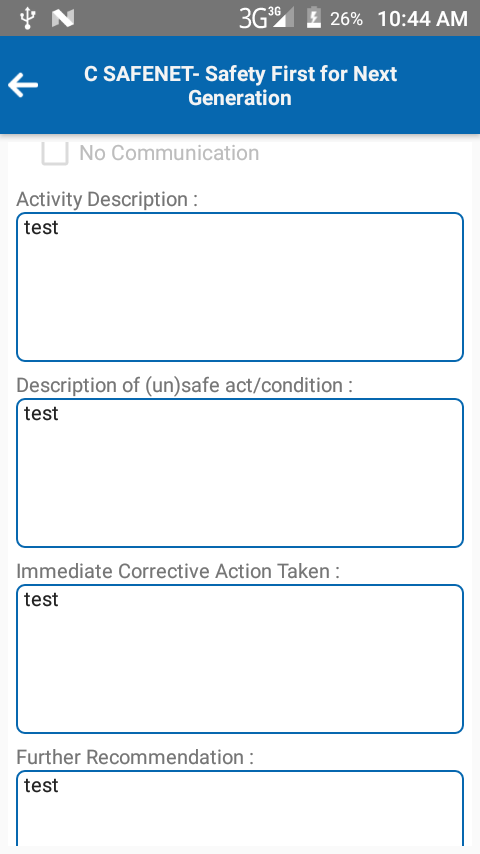 3G 3G 26% 10:44 AM
C SAFENET- Safety First for Next
Generation
No Communication
Activity Description :
test
Description of (un)safe act/condition :
test
Immediate Corrective Action Taken :
test
Further Recommendation :
test